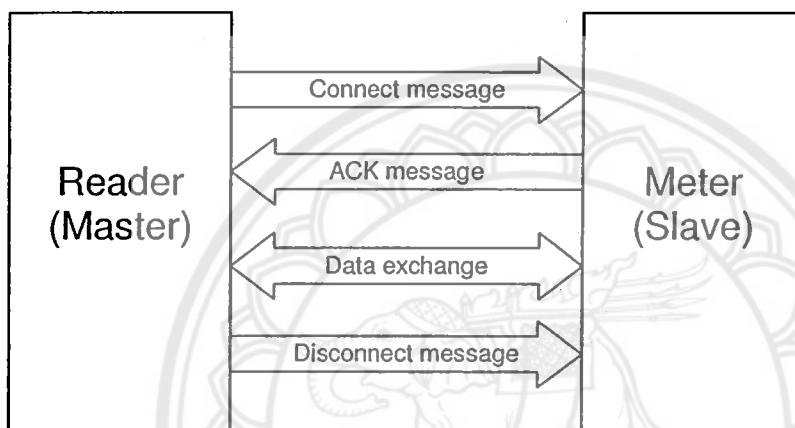 Connect message
ACK message
Reader
(Master)
Meter
(Slave)
Data exchange
Disconnect message